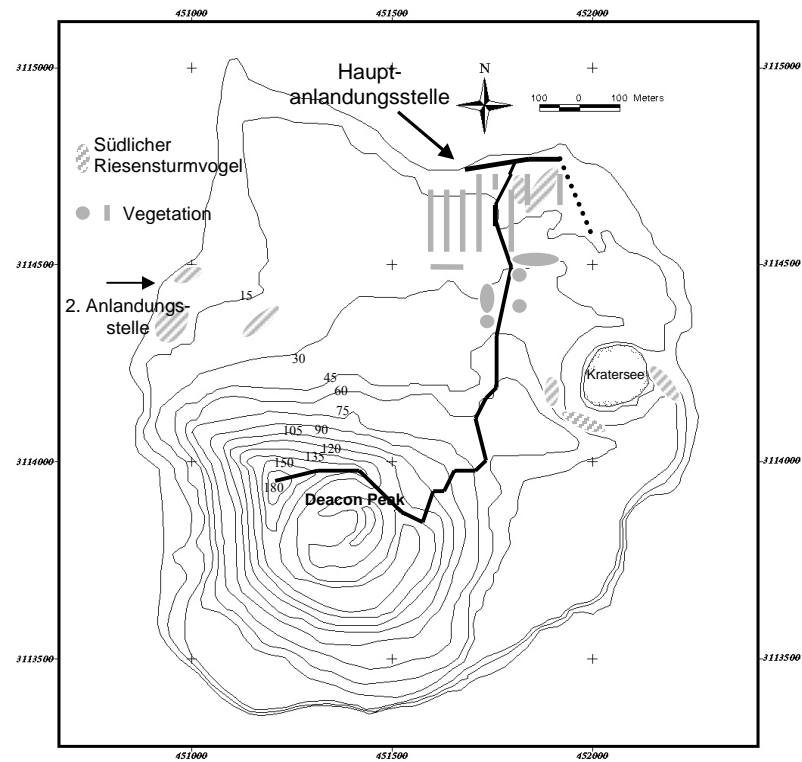 451000 451500 452000
3115000 3115000
Haupt-
anlandungsstelle
N
100 0 100 Meters
Südlicher
Riesensturmvogel
Vegetation
3114500 3114500
2. Anlandungs-
stelle
15
30
45
60
75
105 90
120
135
150
180
Kratersee
3114000 3114000
Deacon Peak
3113500 3113500
451000 451500 452000